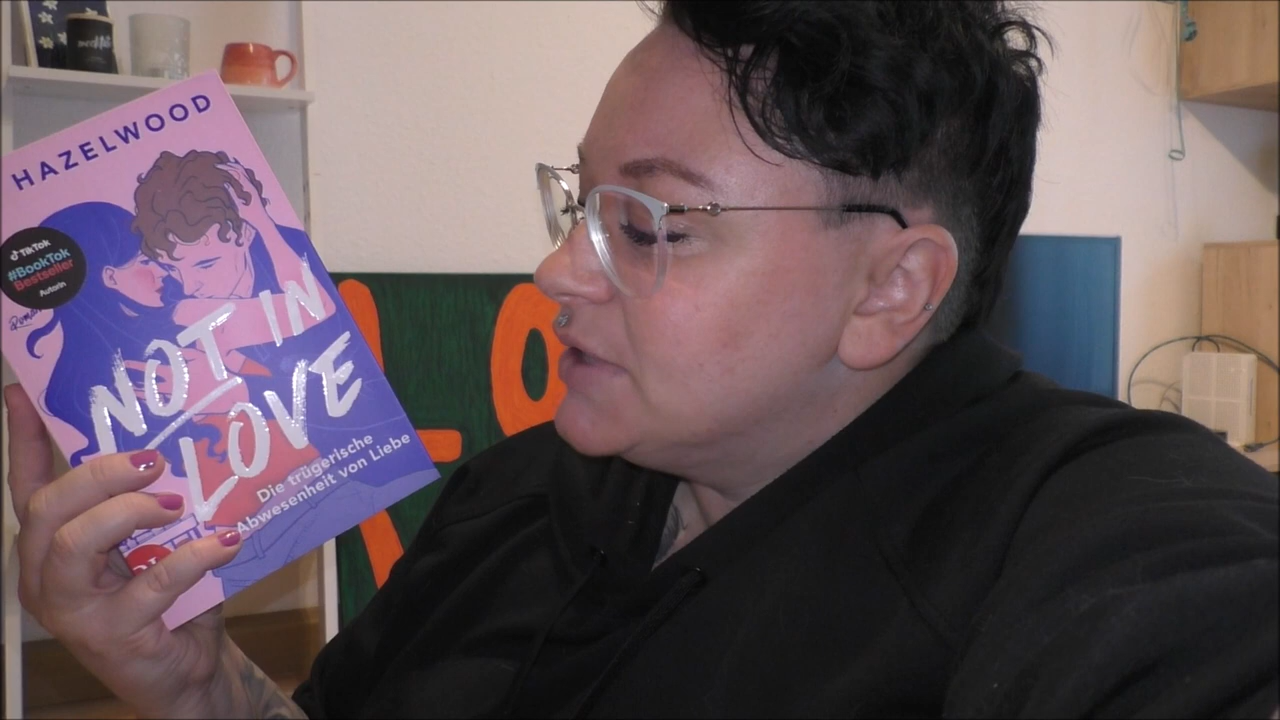 HAZELWOOD
TikTok
#BookTok
Bestseller
Autorin
Roman
NOT IN
LOVE
Die trügerische
Abwesenheit von Liebe